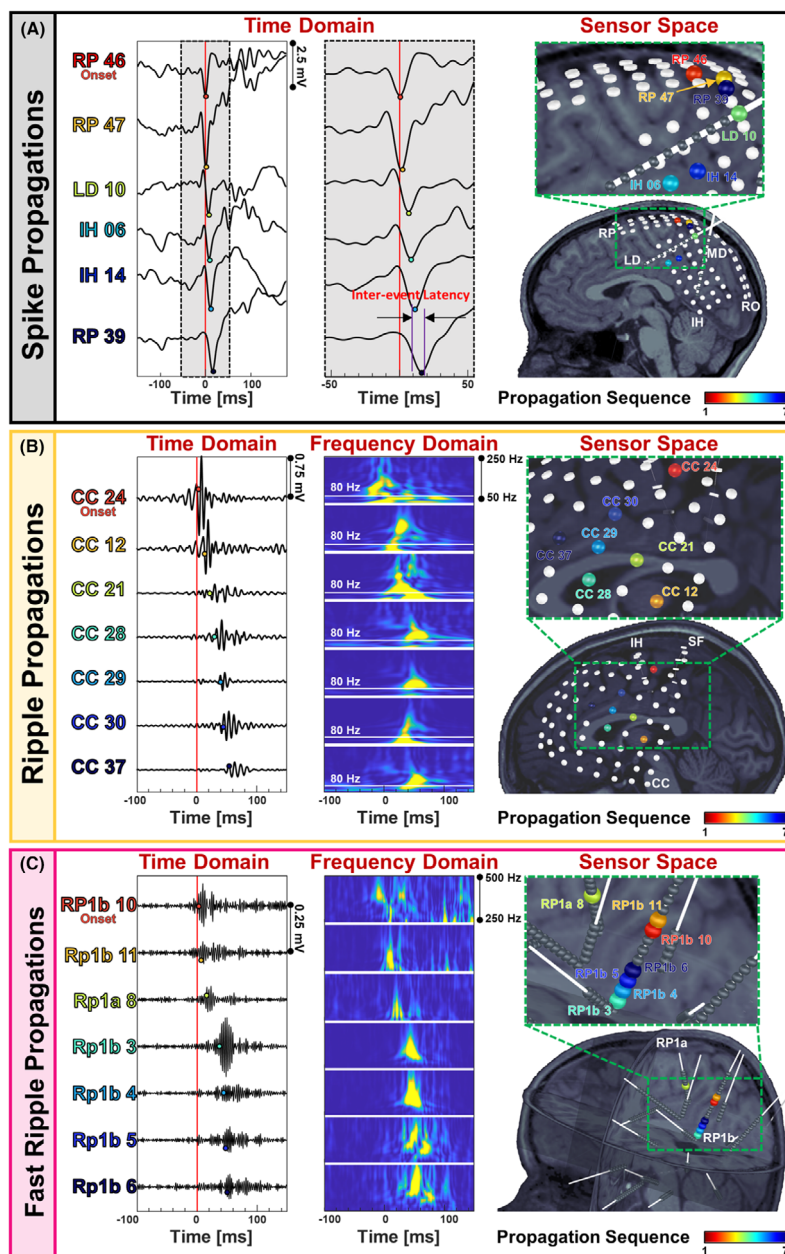 (A)
Spike Propagations
Time Domain
Sensor Space
RP 46
Onset
RP 47
LD 10
IH 06
IH 14
RP 39
2.5 mV
-100 0 100
Time [ms]
Inter-event Latency
-50 0 50
Time [ms]
RP 46
RP 47
RP 39
LD 10
IH 06
IH 14
RP
LD
MD
IH
RO
Propagation Sequence
1 7
(B)
Ripple Propagations
Time Domain
Frequency Domain
Sensor Space
CC 24
Onset
CC 12
CC 21
CC 28
CC 29
CC 30
CC 37
0.75 mV
-100 0 100
Time [ms]
250 Hz
50 Hz
80 Hz
80 Hz
80 Hz
80 Hz
80 Hz
80 Hz
80 Hz
-100 0 100
Time [ms]
CC 24
CC 30
CC 29
CC 37
CC 21
CC 28
CC 12
IH
SF
CC
Propagation Sequence
1 7
(C)
Fast Ripple Propagations
Time Domain
Frequency Domain
Sensor Space
RP1b 10
Onset
Rp1b 11
Rp1a 8
Rp1b 3
Rp1b 4
Rp1b 5
Rp1b 6
0.25 mV
-100 0 100
Time [ms]
500 Hz
250 Hz
-100 0 100
Time [ms]
RP1a 8
RP1b 11
RP1b 10
RP1b 6
RP1b 5
RP1b 4
RP1b 3
RP1a
RP1b
Propagation Sequence
1 7